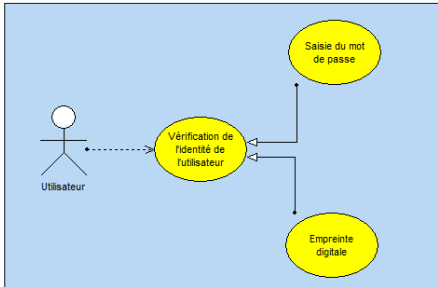 Saisie du mot
de passe
Vérification de
l'identité de
l'utilisateur
Utilisateur
Empreinte
digitale